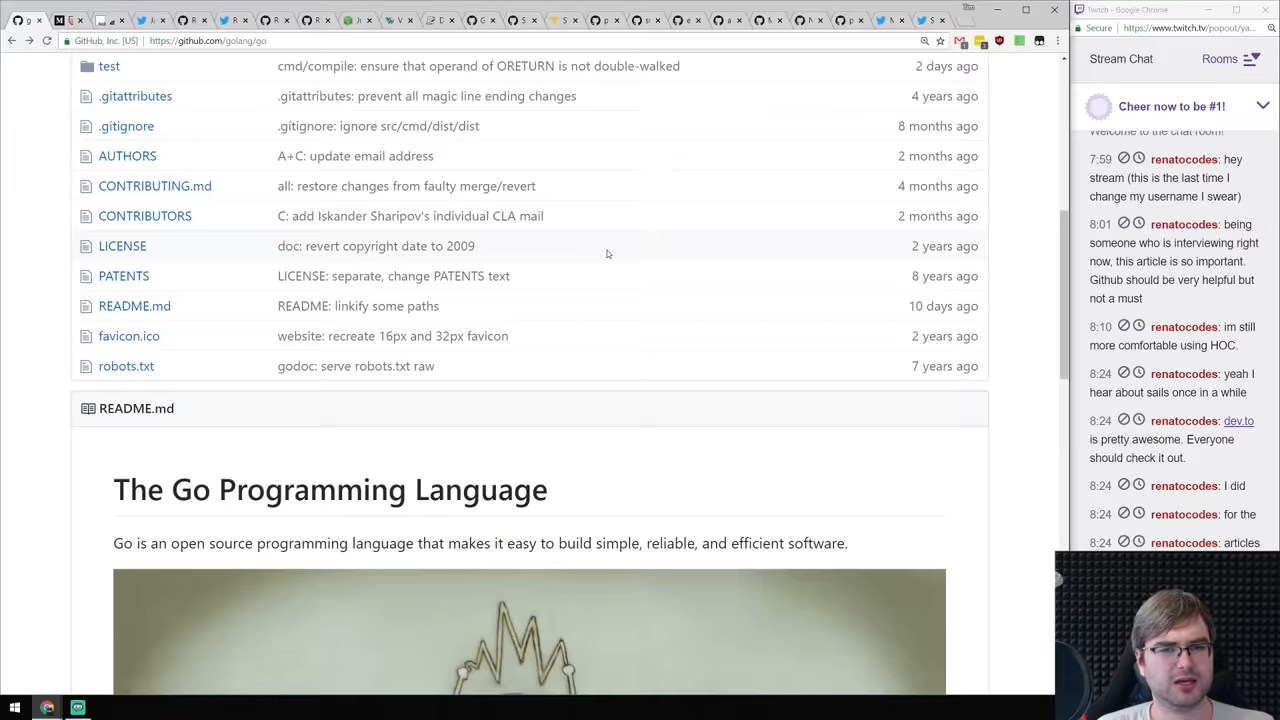 Twitch - Google Chrome
GitHub, Inc. [US]
https://github.com/golang/go
Secure
https://www.twitch.tv/popout/ya...
test
cmd/compile: ensure that operand of ORETURN is not double-walked
2 days ago
.gitattributes
.gitattributes: prevent all magic line ending changes
4 years ago
.gitignore
.gitignore: ignore src/cmd/dist/dist
8 months ago
AUTHORS
A+C: update email address
2 months ago
CONTRIBUTING.md
all: restore changes from faulty merge/revert
4 months ago
CONTRIBUTORS
C: add Iskander Sharipov's individual CLA mail
2 months ago
LICENSE
doc: revert copyright date to 2009
2 years ago
PATENTS
LICENSE: separate, change PATENTS text
8 years ago
README.md
README: linkify some paths
10 days ago
favicon.ico
website: recreate 16px and 32px favicon
2 years ago
robots.txt
godoc: serve robots.txt raw
7 years ago
README.md
The Go Programming Language
Go is an open source programming language that makes it easy to build simple, reliable, and efficient software.
Stream Chat
Rooms
Cheer now to be #1!
Welcome to the chat room!
7:59 renatocodes: hey
stream (this is the last time I
change my username I swear)
8:01 renatocodes: being
someone who is interviewing right
now, this article is so important.
Github should be very helpful but
not a must
8:10 renatocodes: im still
more comfortable using HOC.
8:24 renatocodes: yeah I
hear about sails once in a while
8:24 renatocodes: dev.to
is pretty awesome. Everyone
should check it out.
8:24 renatocodes: I did
8:24 renatocodes: for the
8:24 renatocodes: articles